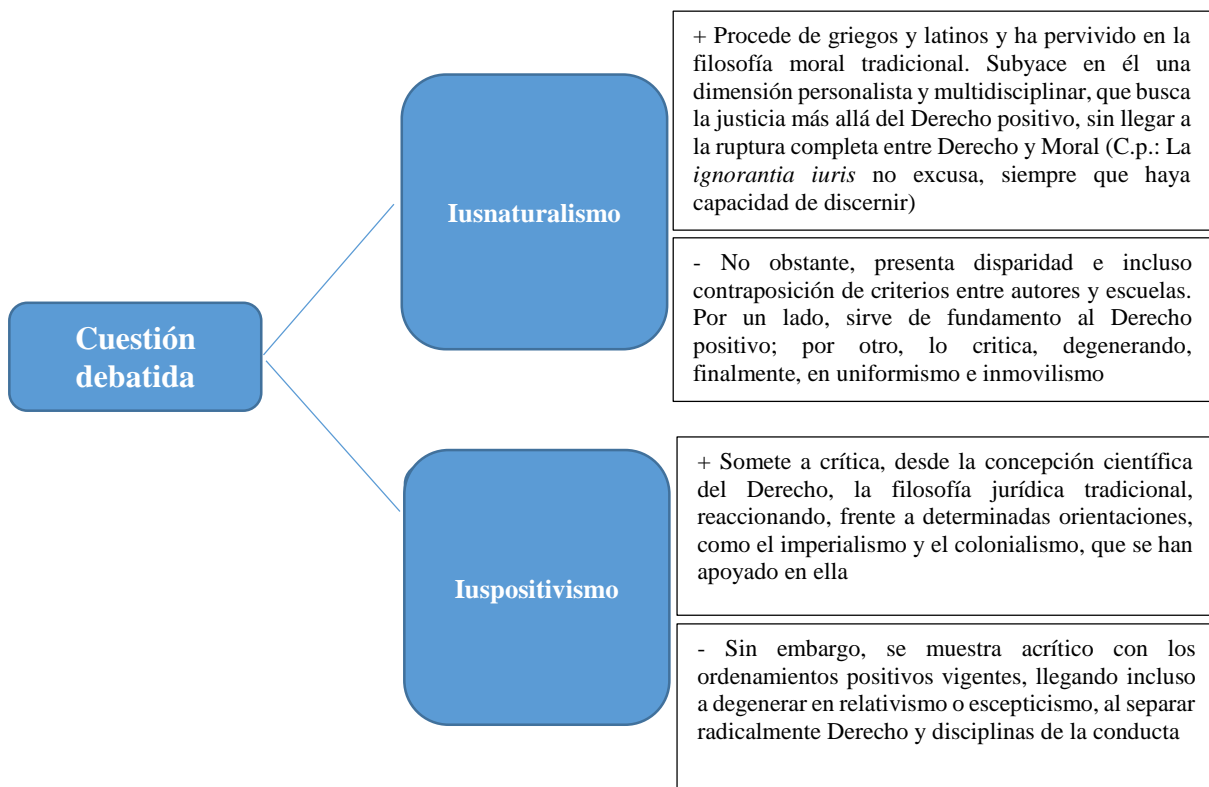 Cuestión
debatida
Iusnaturalismo
+ Procede de griegos y latinos y ha pervivido en la
filosofía moral tradicional. Subyace en él una
dimensión personalista y multidisciplinar, que busca
la justicia más allá del Derecho positivo, sin llegar a
la ruptura completa entre Derecho y Moral (C.p.: La
ignorantia iuris no excusa, siempre que haya
capacidad de discernir)
- No obstante, presenta disparidad e incluso
contraposición de criterios entre autores y escuelas.
Por un lado, sirve de fundamento al Derecho
positivo; por otro, lo critica, degenerando,
finalmente, en uniformismo e inmovilismo
Iuspositivismo
+ Somete a crítica, desde la concepción científica
del Derecho, la filosofía jurídica tradicional,
reaccionando, frente a determinadas orientaciones,
como el imperialismo y el colonialismo, que se han
apoyado en ella
- Sin embargo, se muestra acrítico con los
ordenamientos positivos vigentes, llegando incluso
a degenerar en relativismo o escepticismo, al separar
radicalmente Derecho y disciplinas de la conducta